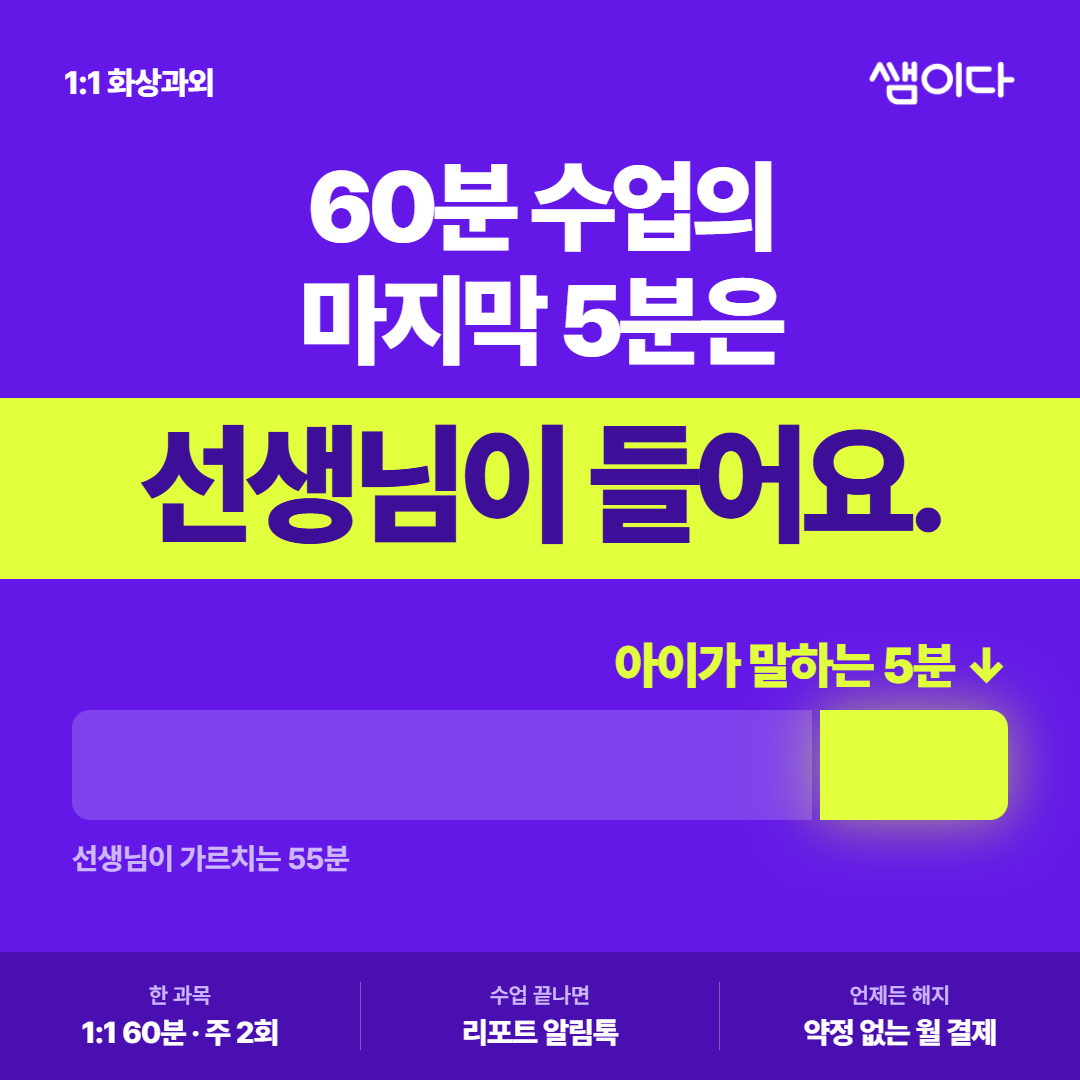 1:1 화상과외
쌤이다
60분 수업의
마지막 5분은
선생님이 들어요.
아이가 말하는 5분 ↓
선생님이 가르치는 55분
한 과목
1:1 60분 · 주 2회
수업 끝나면
리포트 알림톡
언제든 해지
약정 없는 월 결제